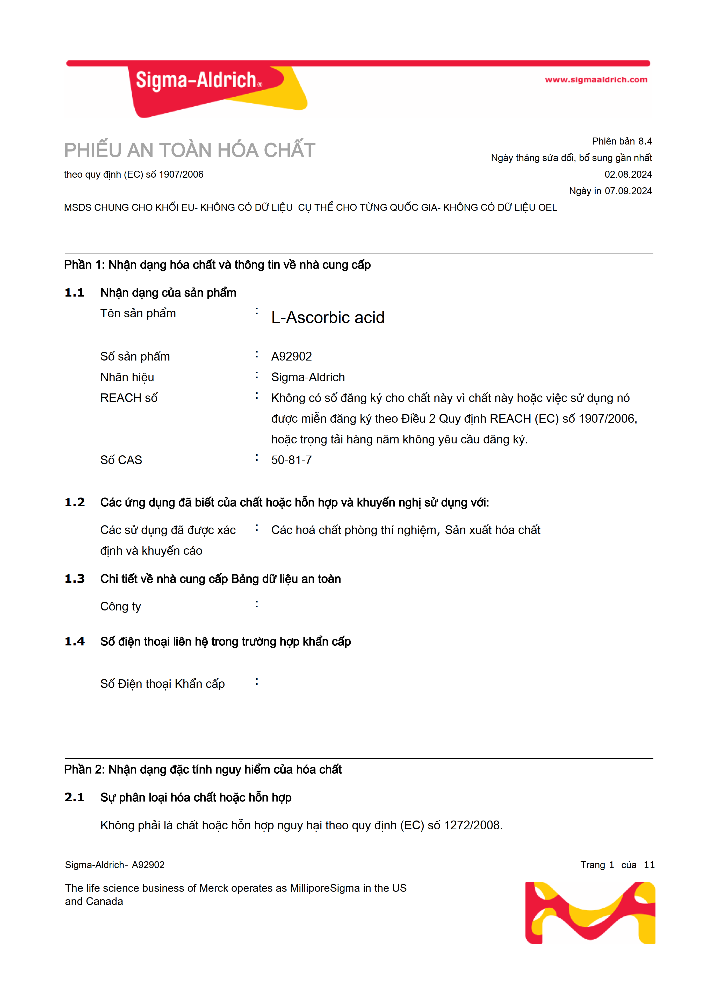 Sigma-Aldrich®
www.sigmaaldrich.com
PHIẾU AN TOÀN HÓA CHẤT
Phiên bản 8.4
Ngày tháng sửa đổi, bổ sung gần nhất
theo quy định (EC) số 1907/2006
02.08.2024
Ngày in 07.09.2024
MSDS CHUNG CHO KHỐI EU- KHÔNG CÓ DỮ LIỆU CỤ THỂ CHO TỪNG QUỐC GIA- KHÔNG CÓ DỮ LIỆU OEL
Phần 1: Nhận dạng hóa chất và thông tin về nhà cung cấp
1.1 Nhận dạng của sản phẩm
Tên sản phẩm : L-Ascorbic acid
Số sản phẩm : A92902
Nhãn hiệu : Sigma-Aldrich
REACH số : Không có số đăng ký cho chất này vì chất này hoặc việc sử dụng nó
được miễn đăng ký theo Điều 2 Quy định REACH (EC) số 1907/2006,
hoặc trọng tải hàng năm không yêu cầu đăng ký.
Số CAS : 50-81-7
1.2 Các ứng dụng đã biết của chất hoặc hỗn hợp và khuyến nghị sử dụng với:
Các sử dụng đã được xác : Các hoá chất phòng thí nghiệm, Sản xuất hóa chất
định và khuyến cáo
1.3 Chi tiết về nhà cung cấp Bảng dữ liệu an toàn
Công ty :
1.4 Số điện thoại liên hệ trong trường hợp khẩn cấp
Số Điện thoại Khẩn cấp :
Phần 2: Nhận dạng đặc tính nguy hiểm của hóa chất
2.1 Sự phân loại hóa chất hoặc hỗn hợp
Không phải là chất hoặc hỗn hợp nguy hại theo quy định (EC) số 1272/2008.
Sigma-Aldrich- A92902
Trang 1 của 11
The life science business of Merck operates as MilliporeSigma in the US
and Canada